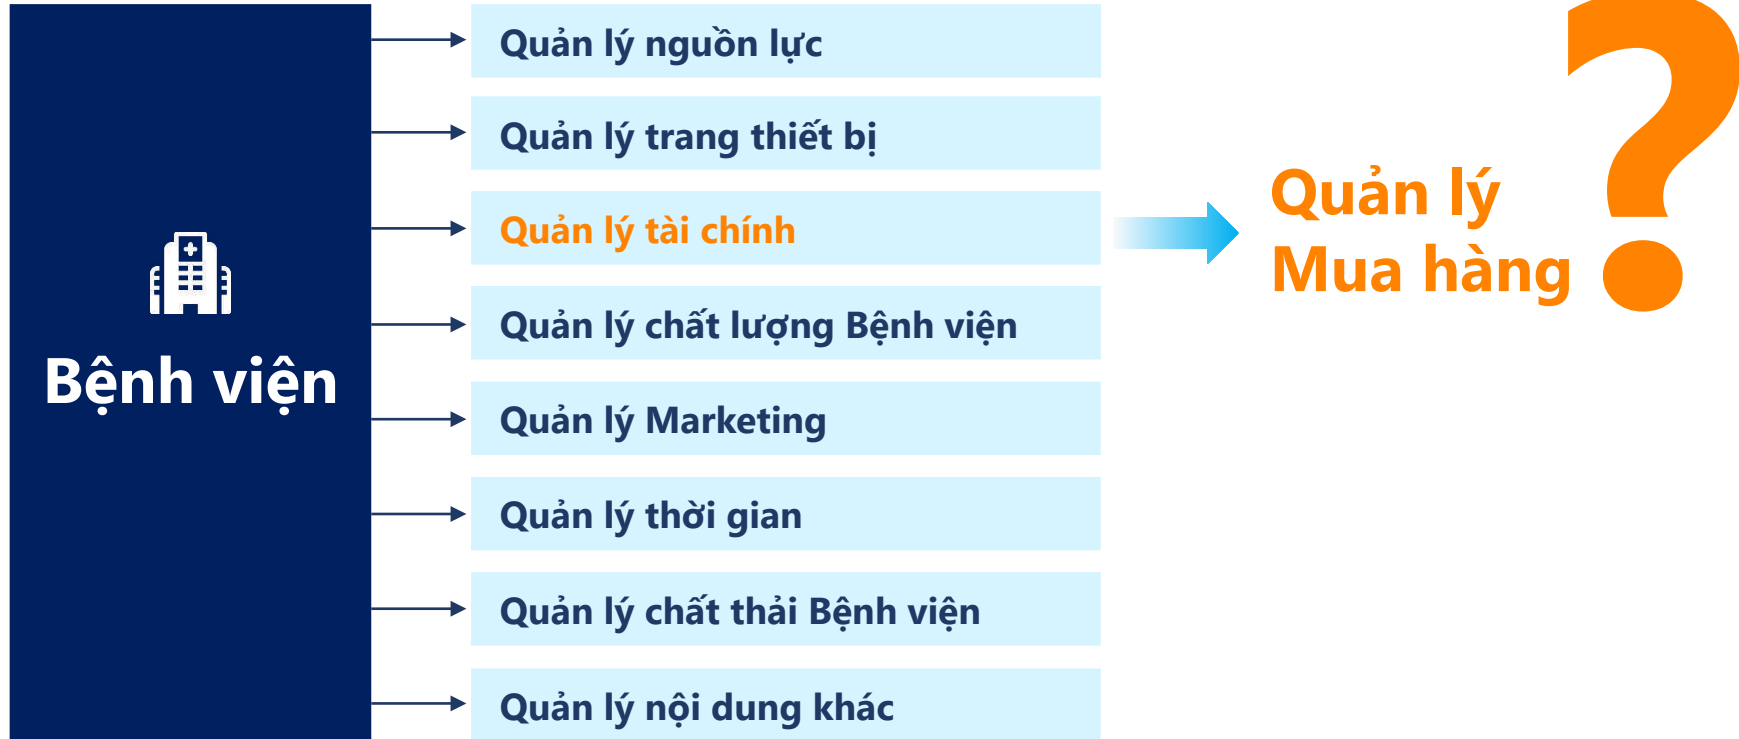 Bệnh viện
Quản lý nguồn lực
Quản lý trang thiết bị
Quản lý tài chính
Quản lý chất lượng Bệnh viện
Quản lý Marketing
Quản lý thời gian
Quản lý chất thải Bệnh viện
Quản lý nội dung khác
Quản lý
Mua hàng ?